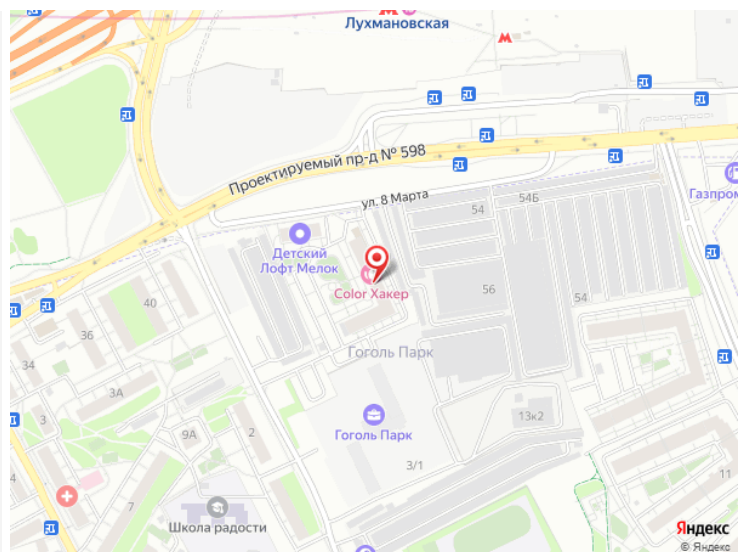 Лухмановская
Проектируемый пр-д № 598
ул. 8 Марта
Газпром
54Б
54
Детский
Лофт Мелок
Color Хакер
56
54
40
36
34
Гоголь Парк
3А
13к2
3
9А
2
Гоголь Парк
3/1
11
7
Школа радости
Яндекс
© Яндекс